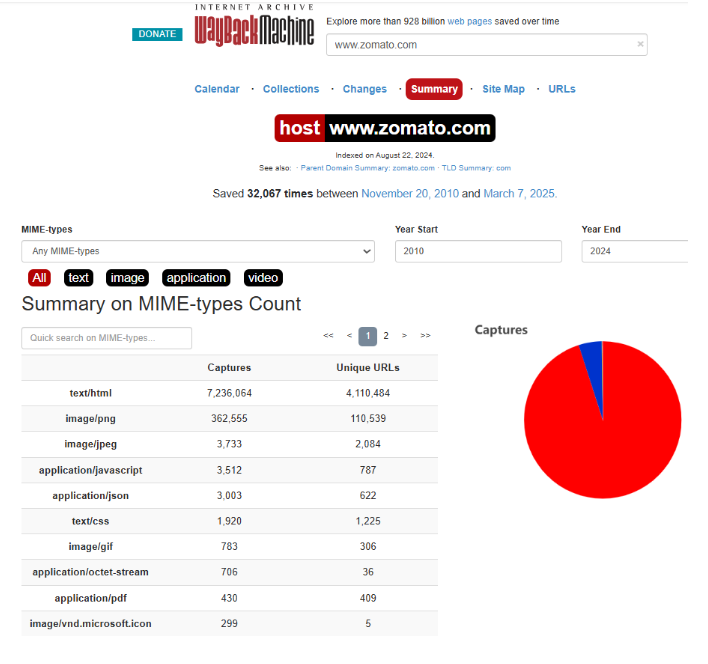 INTERNET ARCHIVE
WayBackMachine
DONATE
Explore more than 928 billion web pages saved over time
www.zomato.com ×
Calendar · Collections · Changes · Summary · Site Map · URLs
host www.zomato.com
Indexed on August 22, 2024.
See also: · Parent Domain Summary: zomato.com · TLD Summary: com
Saved 32,067 times between November 20, 2010 and March 7, 2025.
MIME-types Year Start Year End
Any MIME-types 2010 2024
All text image application video
Summary on MIME-types Count
Quick search on MIME-types... << < 1 2 > >>
Captures
Captures Unique URLs
text/html 7,236,064 4,110,484
image/png 362,555 110,539
image/jpeg 3,733 2,084
application/javascript 3,512 787
application/json 3,003 622
text/css 1,920 1,225
image/gif 783 306
application/octet-stream 706 36
application/pdf 430 409
image/vnd.microsoft.icon 299 5